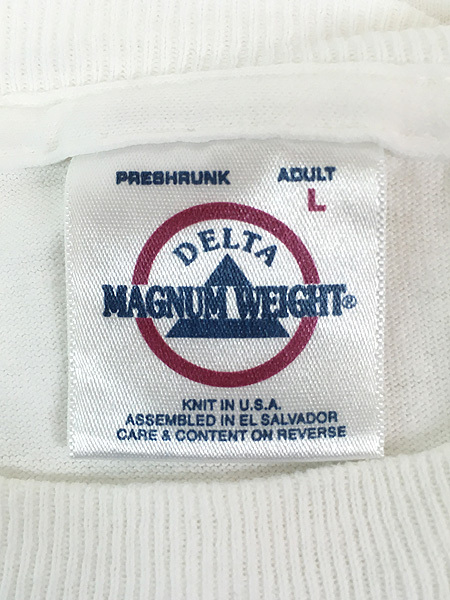 PRESHRUNK ADULT
L
DELTA
MAGNUM WEIGHT®
KNIT IN U.S.A.
ASSEMBLED IN EL SALVADOR
CARE & CONTENT ON REVERSE